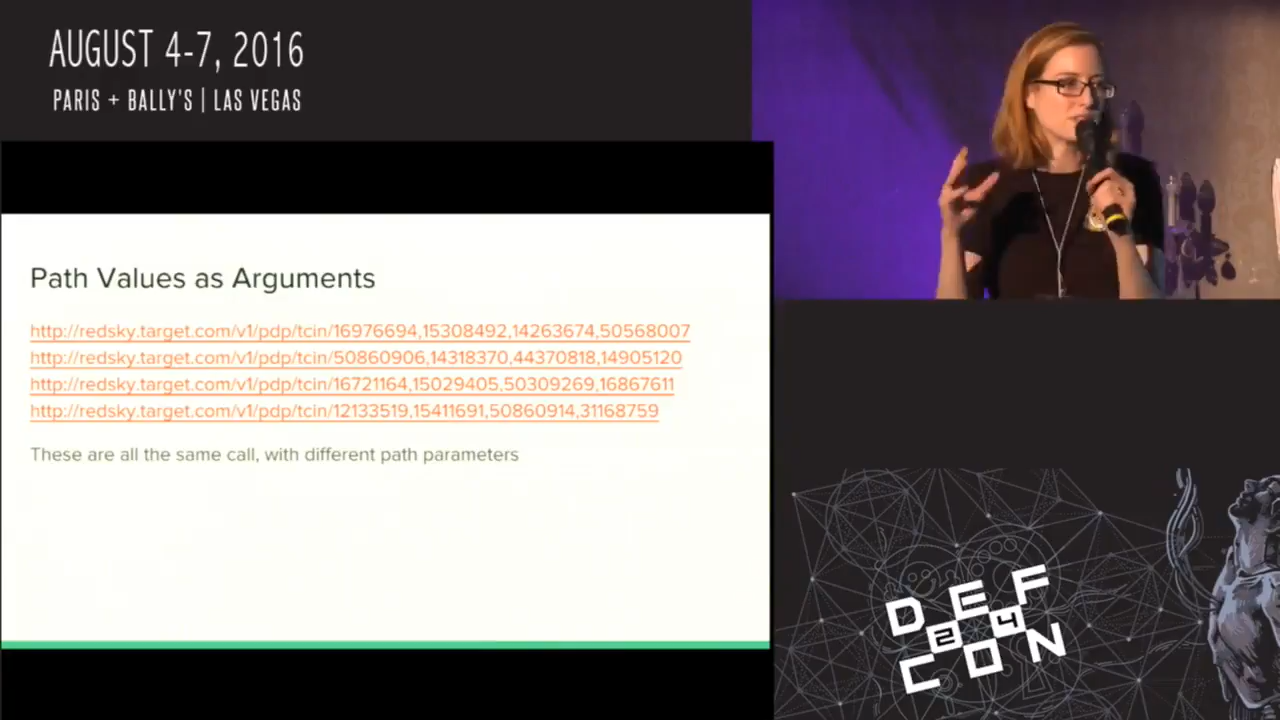 AUGUST 4-7, 2016
PARIS + BALLY'S | LAS VEGAS
Path Values as Arguments
http://redsky.target.com/v1/pdp/tcin/16976694,15308492,14263674,50568007
http://redsky.target.com/v1/pdp/tcin/50860906,14318370,44370818,14905120
http://redsky.target.com/v1/pdp/tcin/16721164,15029405,50309269,16867611
http://redsky.target.com/v1/pdp/tcin/12133519,15411691,50860914,31168759
These are all the same call, with different path parameters
DEF
24
CON